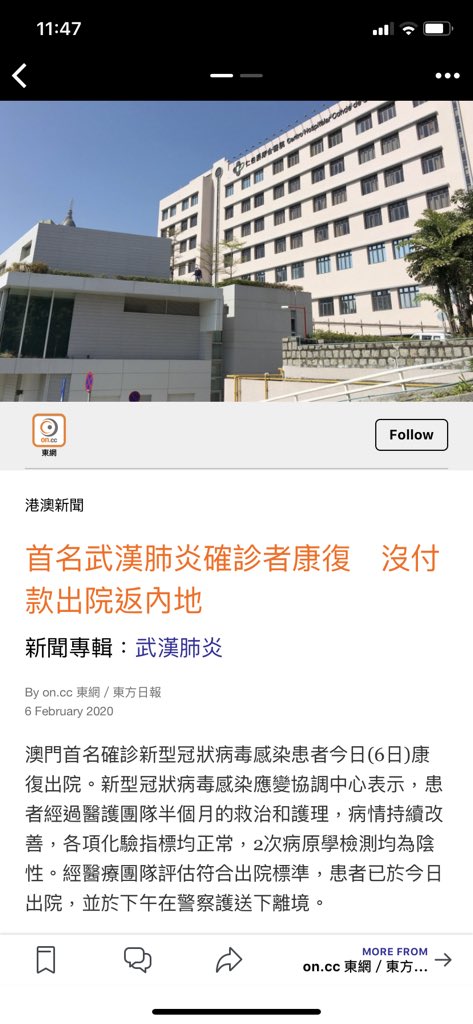 11:47
仁伯爵綜合醫院 Centro Hospitalar Conde de
on.cc
東網
Follow
港澳新聞
首名武漢肺炎確診者康復　沒付
款出院返內地
新聞專輯：武漢肺炎
By on.cc 東網 / 東方日報
6 February 2020
澳門首名確診新型冠狀病毒感染患者今日(6日)康
復出院。新型冠狀病毒感染應變協調中心表示，患
者經過醫護團隊半個月的救治和護理，病情持續改
善，各項化驗指標均正常，2次病原學檢測均為陰
性。經醫療團隊評估符合出院標準，患者已於今日
出院，並於下午在警察護送下離境。
MORE FROM
on.cc 東網 / 東方...